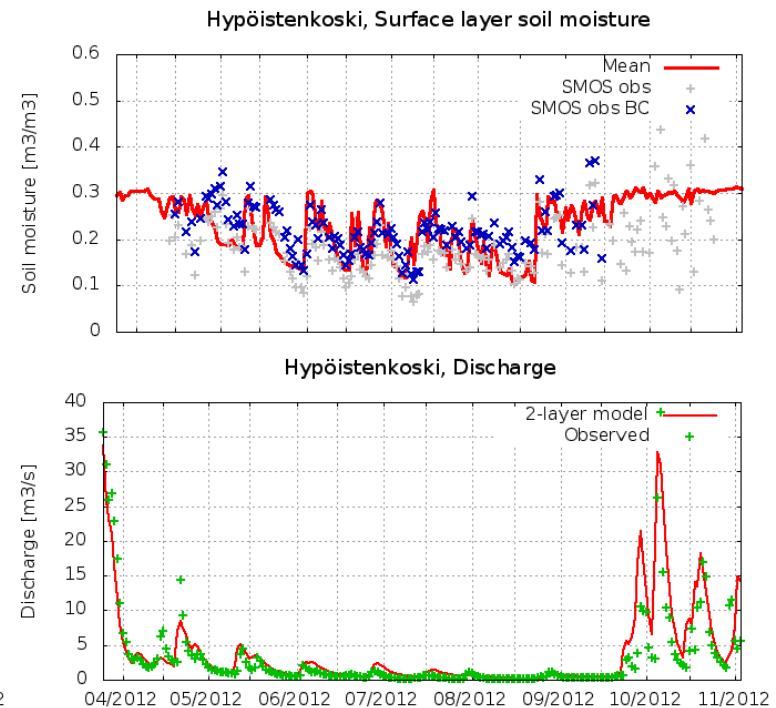 Hypöistenkoski, Surface layer soil moisture
0.6
0.5
0.4
0.3
0.2
0.1
0
Soil moisture [m3/m3]
Mean
SMOS obs
SMOS obs BC
Hypöistenkoski, Discharge
40
35
30
25
20
15
10
5
0
Discharge [m3/s]
2-layer model
Observed
2 04/2012 05/2012 06/2012 07/2012 08/2012 09/2012 10/2012 11/2012